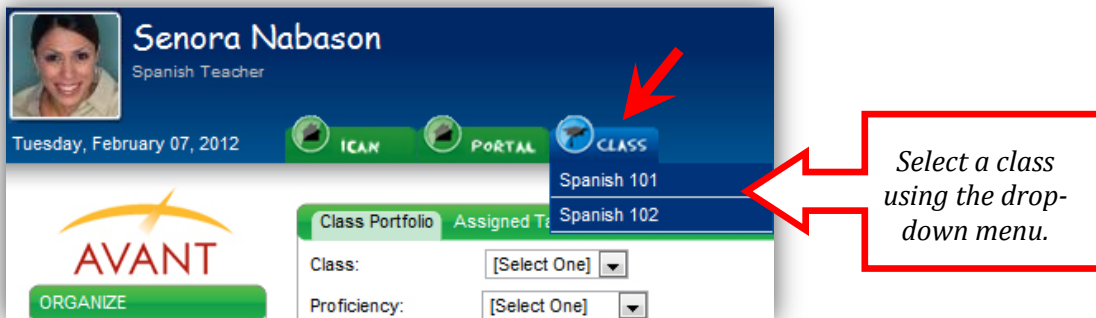 Senora Nabason
Spanish Teacher
Tuesday, February 07, 2012
ICAN
PORTAL
CLASS
Spanish 101
Spanish 102
Select a class
using the drop-
down menu.
AVANT
Class Portfolio
Assigned Ta
Class:
[Select One]
ORGANIZE
Proficiency:
[Select One]